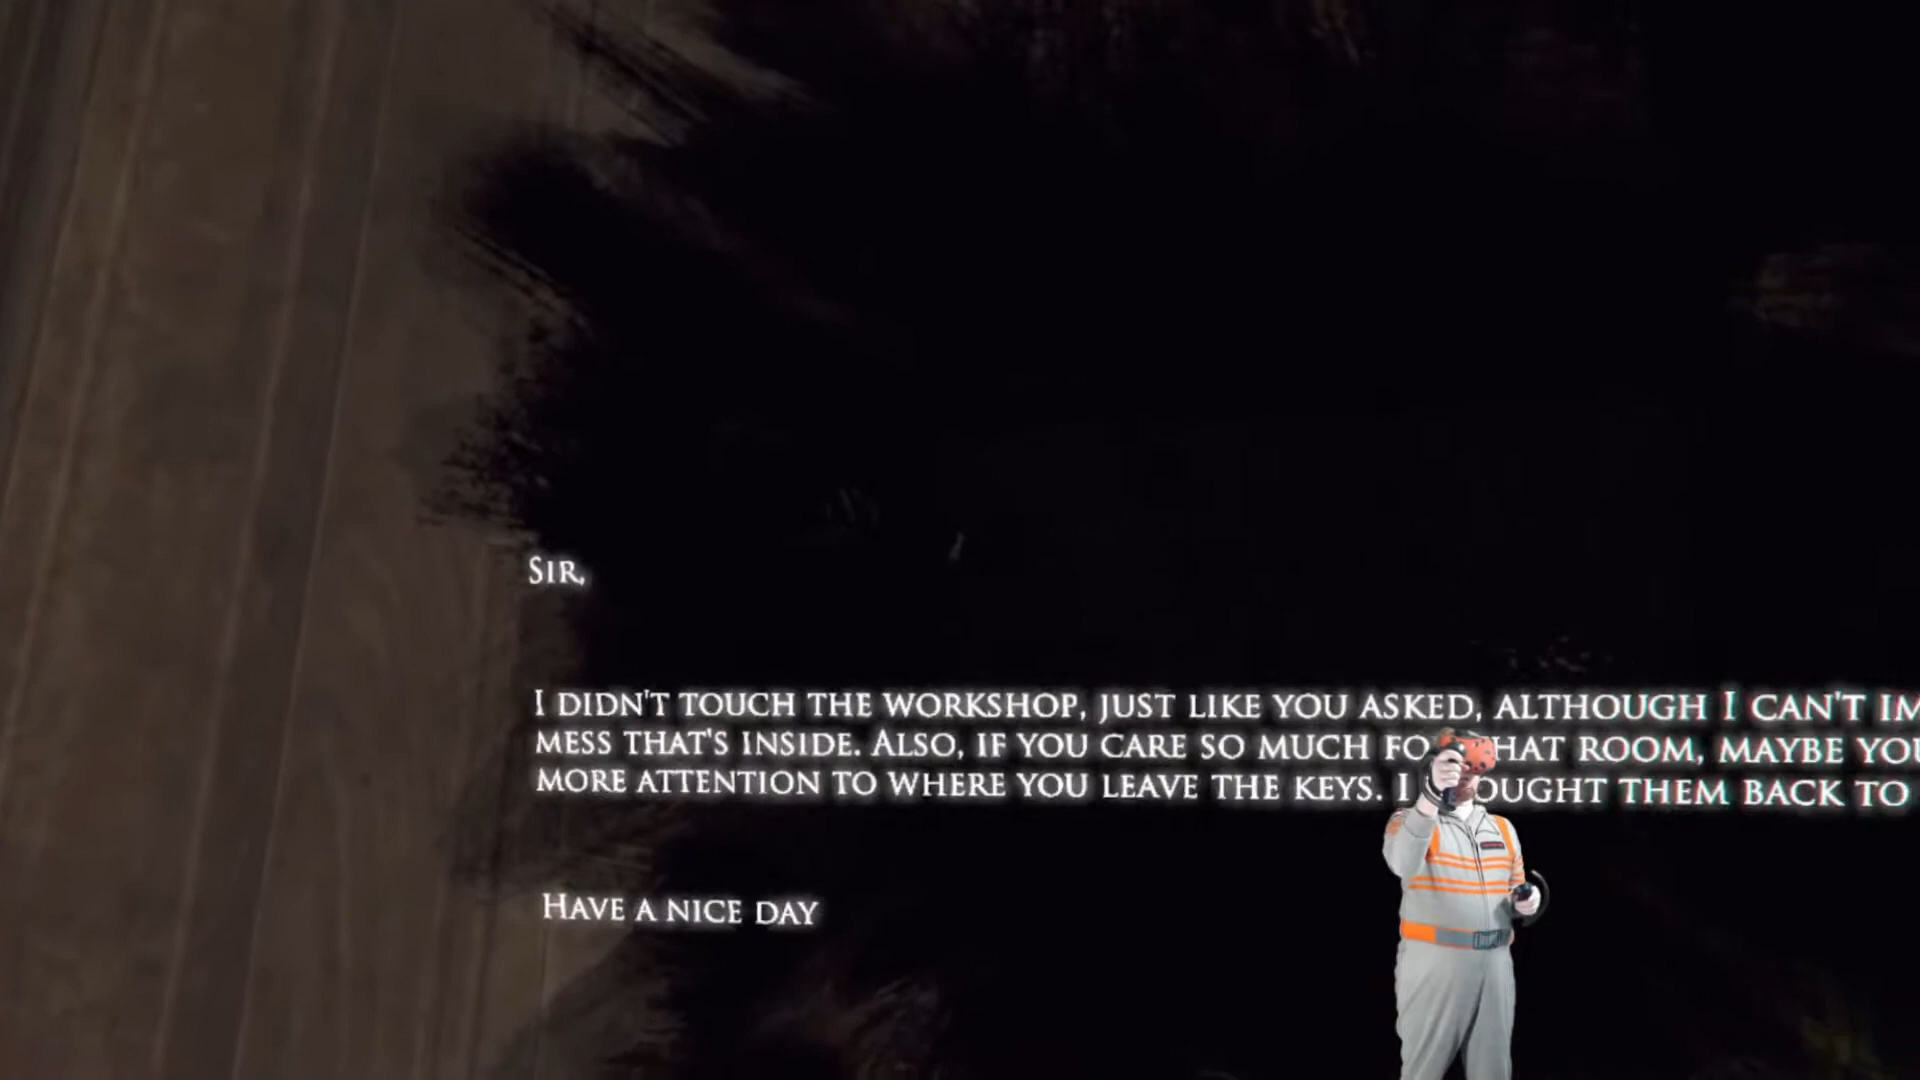 Sir,
I didn't touch the workshop, just like you asked, although I can't
mess that's inside. Also, if you care so much room, maybe
more attention to where you leave the keys. I them back to
Have a nice day